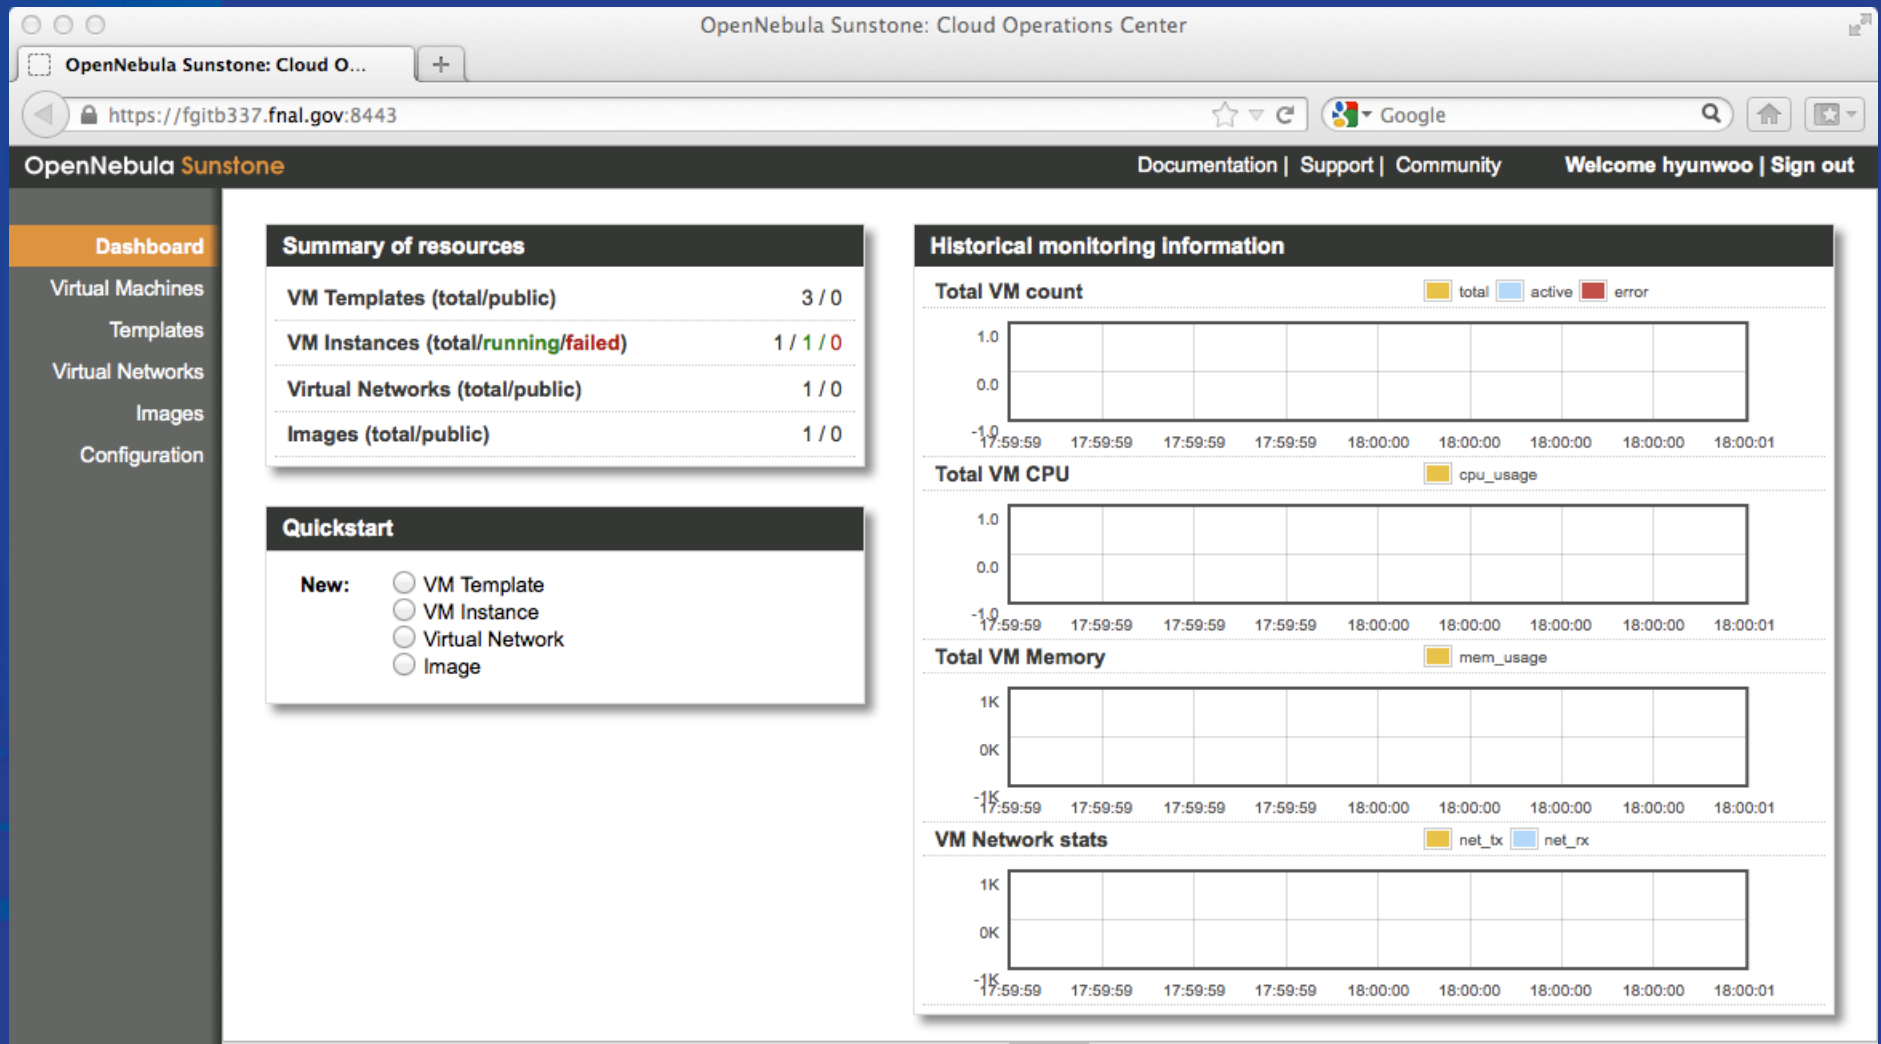 OpenNebula Sunstone: Cloud Operations Center
OpenNebula Sunstone: Cloud O...
https://fgitb337.fnal.gov:8443
Google
OpenNebula Sunstone
Documentation | Support | Community
Welcome hyunwoo | Sign out
Dashboard
Virtual Machines
Templates
Virtual Networks
Images
Configuration
Summary of resources
VM Templates (total/public) 3 / 0
VM Instances (total/running/failed) 1 / 1 / 0
Virtual Networks (total/public) 1 / 0
Images (total/public) 1 / 0
Quickstart
New:
VM Template
VM Instance
Virtual Network
Image
Historical monitoring information
Total VM count total active error
1.0
0.0
-1.0
17:59:59 17:59:59 17:59:59 17:59:59 18:00:00 18:00:00 18:00:00 18:00:00 18:00:01
Total VM CPU cpu_usage
1.0
0.0
-1.0
17:59:59 17:59:59 17:59:59 17:59:59 18:00:00 18:00:00 18:00:00 18:00:00 18:00:01
Total VM Memory mem_usage
1K
0K
-1K
17:59:59 17:59:59 17:59:59 17:59:59 18:00:00 18:00:00 18:00:00 18:00:00 18:00:01
VM Network stats net_tx net_rx
1K
0K
-1K
17:59:59 17:59:59 17:59:59 17:59:59 18:00:00 18:00:00 18:00:00 18:00:00 18:00:01